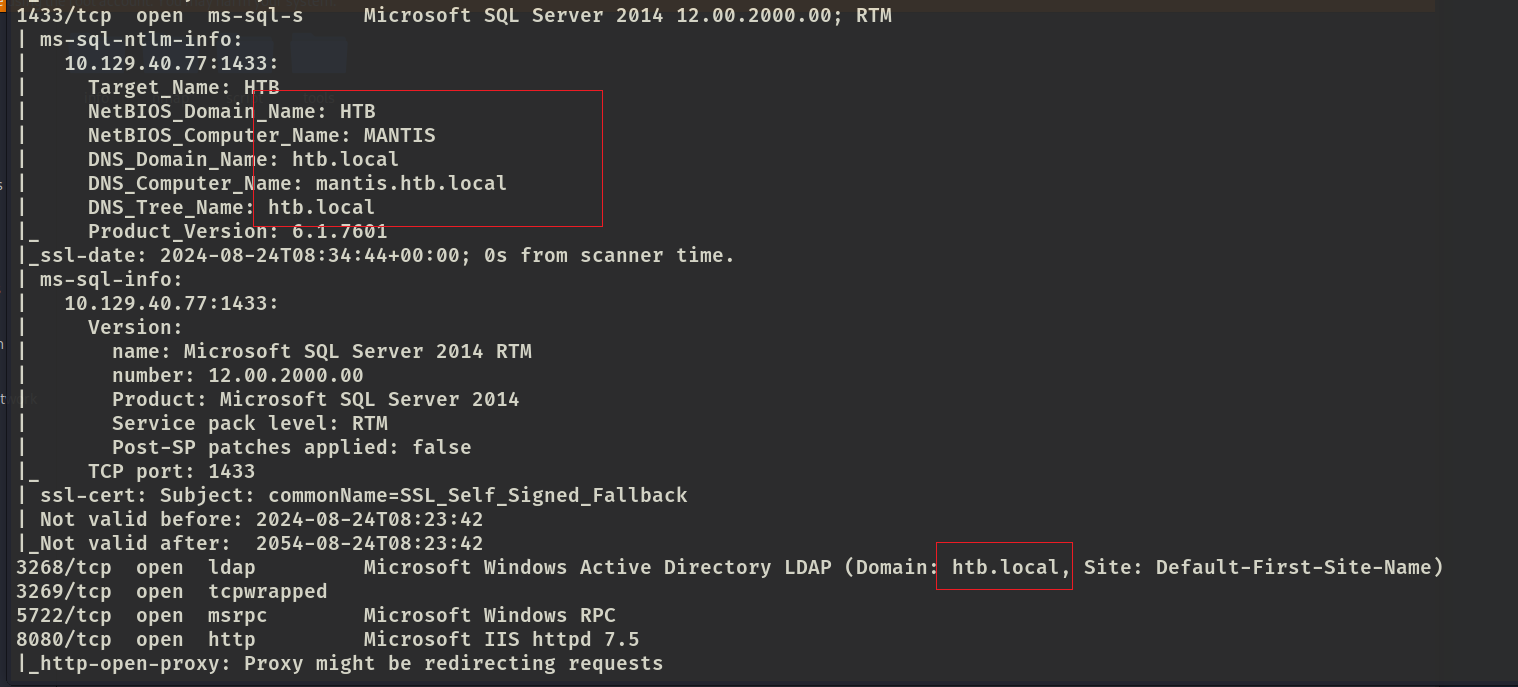 1433/tcp  open  ms-sql-s     Microsoft SQL Server 2014 12.00.2000.00; RTM
| ms-sql-ntlm-info:
|   10.129.40.77:1433:
|     Target_Name: HTB
|     NetBIOS_Domain_Name: HTB
|     NetBIOS_Computer_Name: MANTIS
|     DNS_Domain_Name: htb.local
|     DNS_Computer_Name: mantis.htb.local
|     DNS_Tree_Name: htb.local
|_    Product_Version: 6.1.7601
|_ssl-date: 2024-08-24T08:34:44+00:00; 0s from scanner time.
| ms-sql-info:
|   10.129.40.77:1433:
|     Version:
|       name: Microsoft SQL Server 2014 RTM
|       number: 12.00.2000.00
|       Product: Microsoft SQL Server 2014
|       Service pack level: RTM
|       Post-SP patches applied: false
|_    TCP port: 1433
| ssl-cert: Subject: commonName=SSL_Self_Signed_Fallback
| Not valid before: 2024-08-24T08:23:42
|_Not valid after:  2054-08-24T08:23:42
3268/tcp  open  ldap         Microsoft Windows Active Directory LDAP (Domain: htb.local, Site: Default-First-Site-Name)
3269/tcp  open  tcpwrapped
5722/tcp  open  msrpc        Microsoft Windows RPC
8080/tcp  open  http         Microsoft IIS httpd 7.5
|_http-open-proxy: Proxy might be redirecting requests